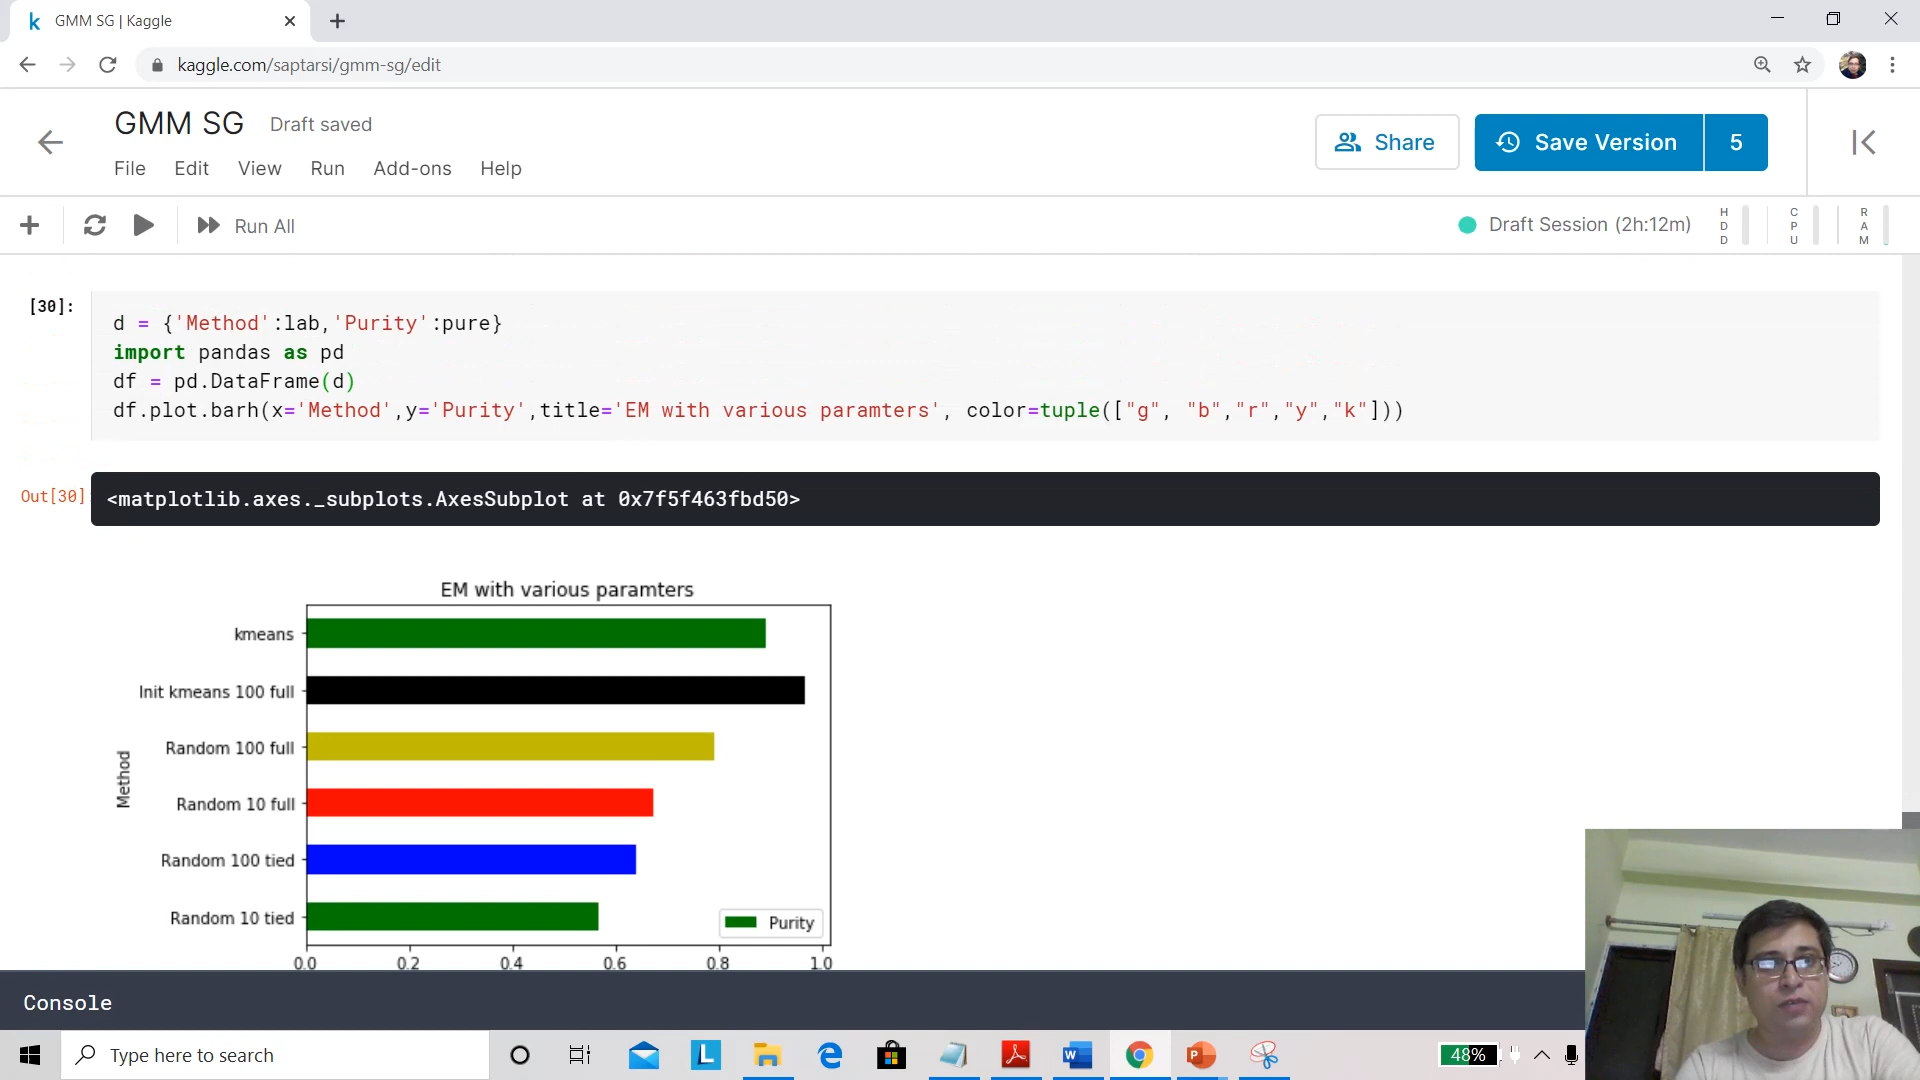 GMM SG | Kaggle
kaggle.com/saptarsi/gmm-sg/edit
GMM SG Draft saved
File Edit View Run Add-ons Help
Share
Save Version 5
Run All
Draft Session (2h:12m)
HDD
CPU
RAM
[30]:
d = {'Method':lab,'Purity':pure}
import pandas as pd
df = pd.DataFrame(d)
df.plot.barh(x='Method',y='Purity',title='EM with various paramters', color=tuple(["g", "b","r","y","k"]))
Out[30]
<matplotlib.axes._subplots.AxesSubplot at 0x7f5f463fbd50>
EM with various paramters
kmeans
Init kmeans 100 full
Random 100 full
Method
Random 10 full
Random 100 tied
Random 10 tied
Purity
0.0 0.2 0.4 0.6 0.8 1.0
Console
Type here to search
48%